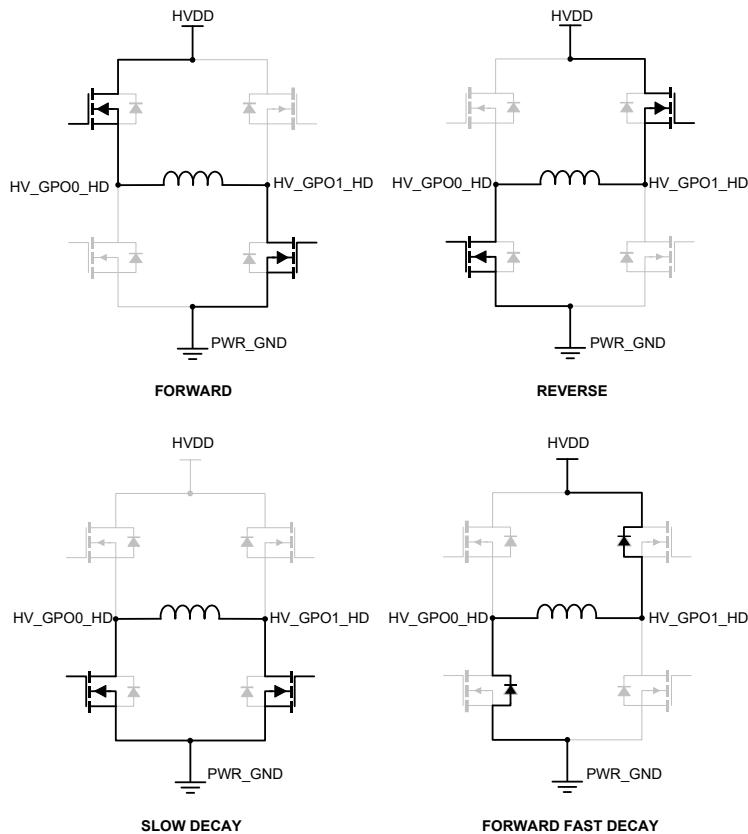 HVDD
HV_GPO0_HD
HV_GPO1_HD
PWR_GND
FORWARD
HVDD
HV_GPO0_HD
HV_GPO1_HD
PWR_GND
REVERSE
HVDD
HV_GPO0_HD
HV_GPO1_HD
PWR_GND
SLOW DECAY
HVDD
HV_GPO0_HD
HV_GPO1_HD
PWR_GND
FORWARD FAST DECAY